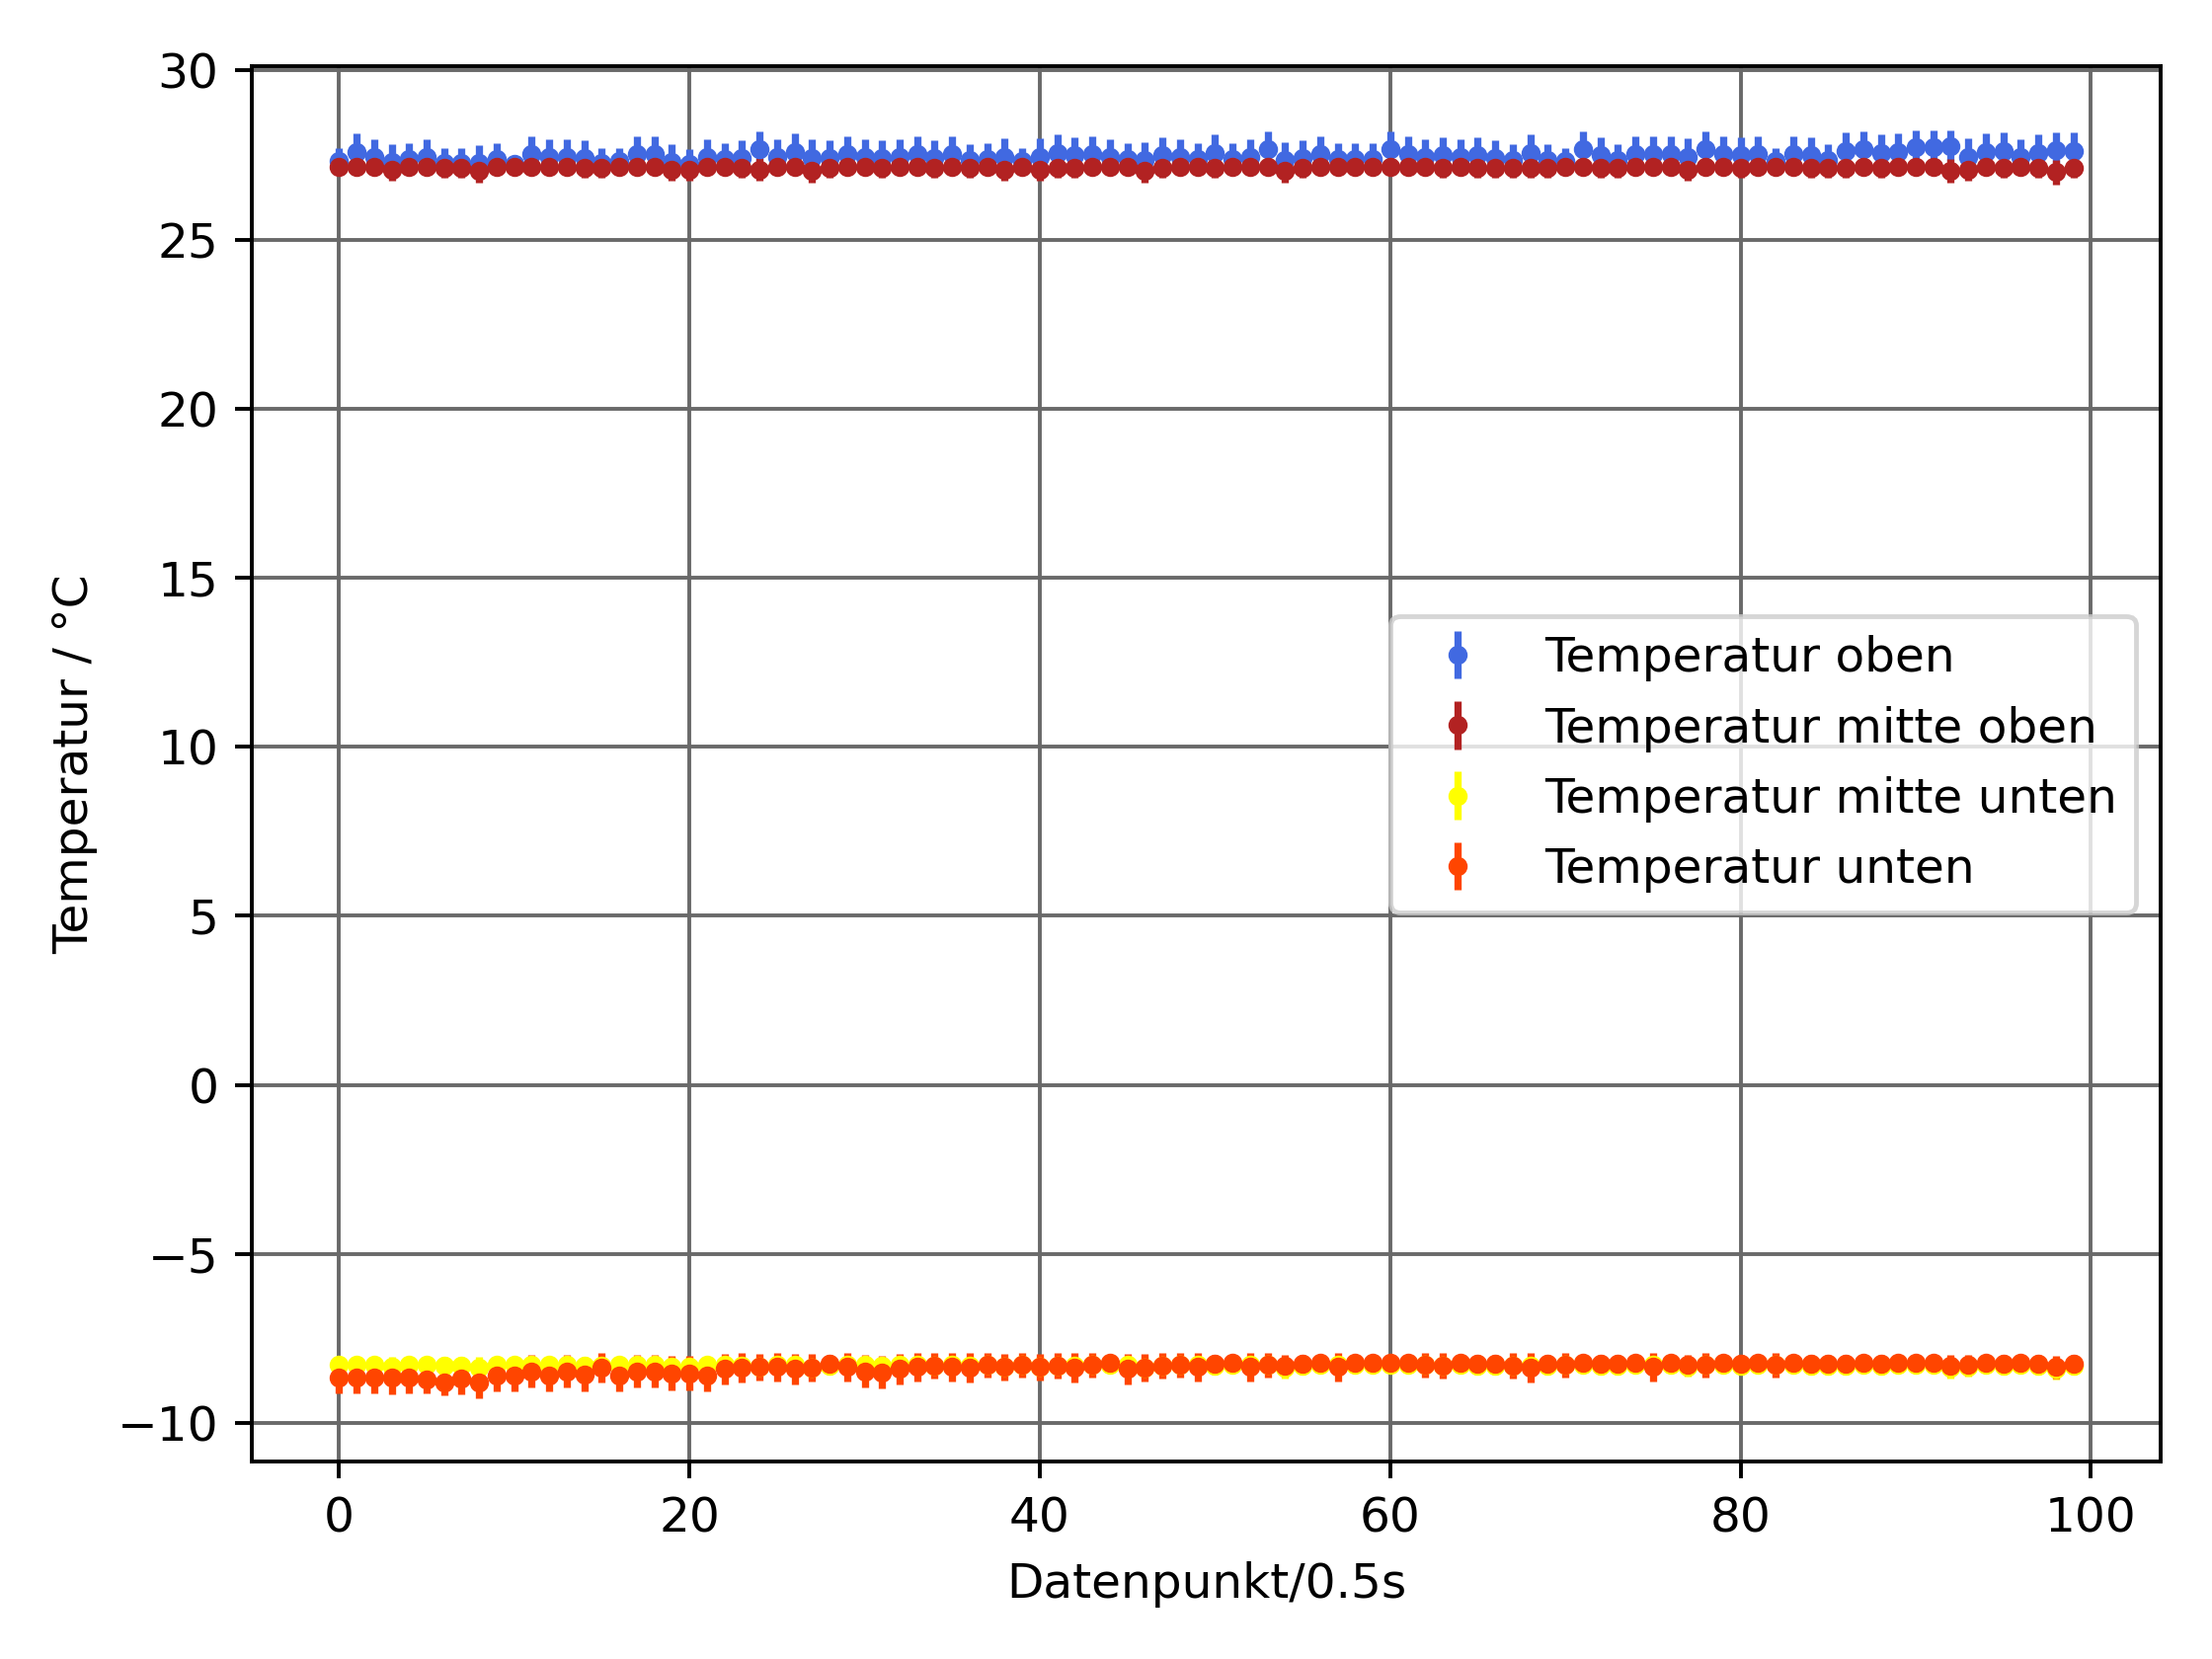 30
25
20
15
10
5
0
−5
−10
Temperatur / °C
Temperatur oben
Temperatur mitte oben
Temperatur mitte unten
Temperatur unten
0 20 40 60 80 100
Datenpunkt/0.5s